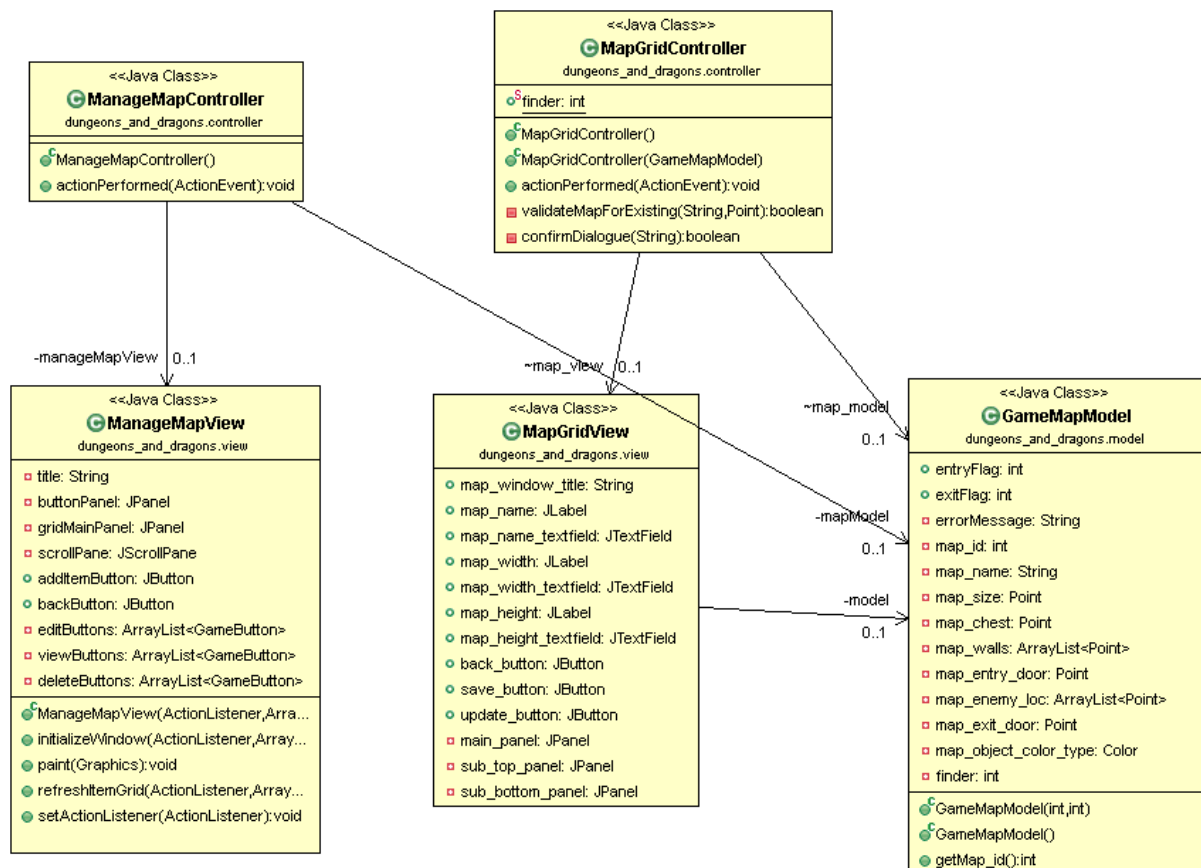 <<Java Class>>
ManageMapController
dungeons_and_dragons.controller
ManageMapController()
actionPerformed(ActionEvent):void
<<Java Class>>
MapGridController
dungeons_and_dragons.controller
finder: int
MapGridController()
MapGridController(GameMapModel)
actionPerformed(ActionEvent):void
validateMapForExisting(String,Point):boolean
confirmDialogue(String):boolean
-manageMapView 0..1
~map_view 0..1
~map_model
0..1
-mapModel
0..1
-model
0..1
<<Java Class>>
ManageMapView
dungeons_and_dragons.view
title: String
buttonPanel: JPanel
gridMainPanel: JPanel
scrollPane: JScrollPane
addItemButton: JButton
backButton: JButton
editButtons: ArrayList<GameButton>
viewButtons: ArrayList<GameButton>
deleteButtons: ArrayList<GameButton>
ManageMapView(ActionListener,Arra...
initializeWindow(ActionListener,Array...
paint(Graphics):void
refreshItemGrid(ActionListener,Array...
setActionListener(ActionListener):void
<<Java Class>>
MapGridView
dungeons_and_dragons.view
map_window_title: String
map_name: JLabel
map_name_textfield: JTextField
map_width: JLabel
map_width_textfield: JTextField
map_height: JLabel
map_height_textfield: JTextField
back_button: JButton
save_button: JButton
update_button: JButton
main_panel: JPanel
sub_top_panel: JPanel
sub_bottom_panel: JPanel
<<Java Class>>
GameMapModel
dungeons_and_dragons.model
entryFlag: int
exitFlag: int
errorMessage: String
map_id: int
map_name: String
map_size: Point
map_chest: Point
map_walls: ArrayList<Point>
map_entry_door: Point
map_enemy_loc: ArrayList<Point>
map_exit_door: Point
map_object_color_type: Color
finder: int
GameMapModel(int,int)
GameMapModel()
getMap_id():int